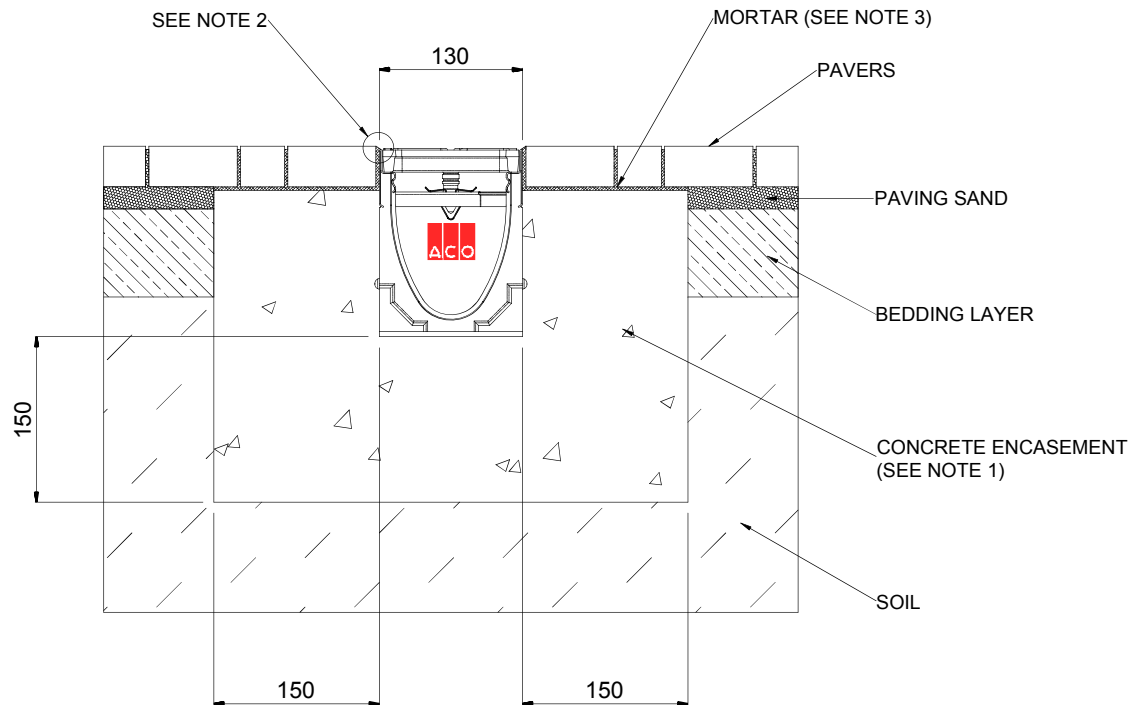 SEE NOTE 2
MORTAR (SEE NOTE 3)
130
PAVERS
PAVING SAND
ACO
BEDDING LAYER
150
CONCRETE ENCASEMENT
(SEE NOTE 1)
SOIL
150
150